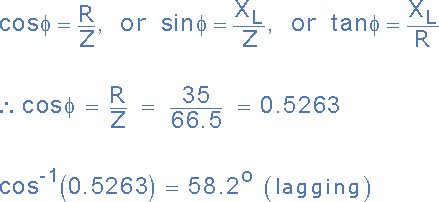 cosϕ = R/Z, or sinϕ = X_L/Z, or tanϕ = X_L/R
∴ cosϕ = R/Z = 35/66.5 = 0.5263
cos⁻¹(0.5263) = 58.2° (lagging)